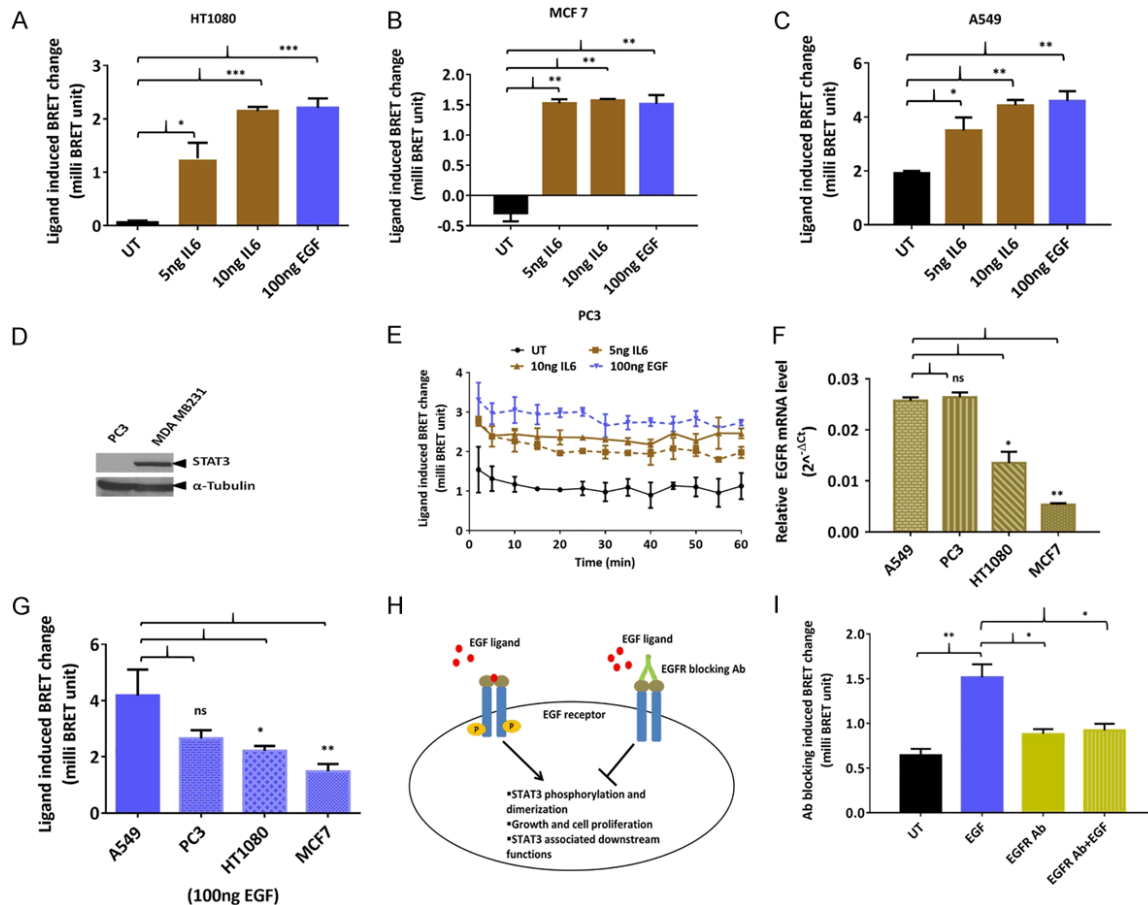 A
HT1080
Ligand induced BRET change
(milli BRET unit)
3
2
1
0
***
***
*
UT
5ng IL6
10ng IL6
100ng EGF
B
MCF 7
Ligand induced BRET change
(milli BRET unit)
2.0
1.5
1.0
0.5
0.0
-0.5
**
**
**
UT
5ng IL6
10ng IL6
100ng EGF
C
A549
Ligand induced BRET change
(milli BRET unit)
6
4
2
0
**
**
*
UT
5ng IL6
10ng IL6
100ng EGF
D
PC3
MDA MB231
STAT3
α-Tubulin
E
PC3
UT
5ng IL6
10ng IL6
100ng EGF
Ligand induced BRET change
(milli BRET unit)
4
3
2
1
0
0
10
20
30
40
50
60
Time (min)
F
Relative EGFR mRNA level
(2^-ΔCt)
0.03
0.02
0.01
0.00
ns
*
**
A549
PC3
HT1080
MCF7
G
Ligand induced BRET change
(milli BRET unit)
6
4
2
0
ns
*
**
A549
PC3
HT1080
MCF7
(100ng EGF)
H
EGF ligand
EGF ligand
EGFR blocking Ab
EGF receptor
P
P
▪STAT3 phosphorylation and
dimerization
▪Growth and cell proliferation
▪STAT3 associated downstream
functions
I
Ab blocking induced BRET change
(milli BRET unit)
2.0
1.5
1.0
0.5
0.0
**
*
*
UT
EGF
EGFR Ab
EGFR Ab+EGF